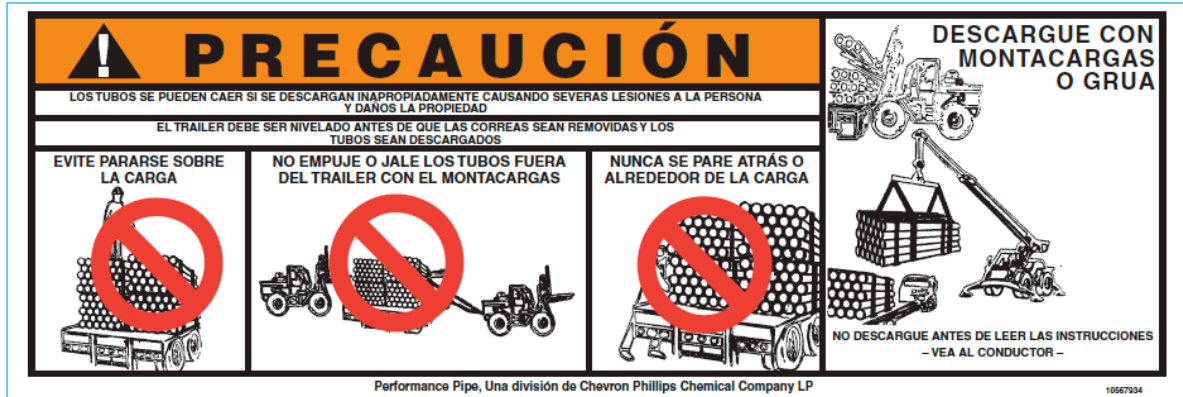 PRECAUCIÓN
LOS TUBOS SE PUEDEN CAER SI SE DESCARGAN INAPROPIADAMENTE CAUSANDO SEVERAS LESIONES A LA PERSONA
Y DAÑOS LA PROPIEDAD
EL TRAILER DEBE SER NIVELADO ANTES DE QUE LAS CORREAS SEAN REMOVIDAS Y LOS
TUBOS SEAN DESCARGADOS
EVITE PARARSE SOBRE
LA CARGA
NO EMPUJE O JALE LOS TUBOS FUERA
DEL TRAILER CON EL MONTACARGAS
NUNCA SE PARE ATRÁS O
ALREDEDOR DE LA CARGA
DESCARGUE CON
MONTACARGAS
O GRUA
NO DESCARGUE ANTES DE LEER LAS INSTRUCCIONES
– VEA AL CONDUCTOR –
Performance Pipe, Una división de Chevron Phillips Chemical Company LP
10567934